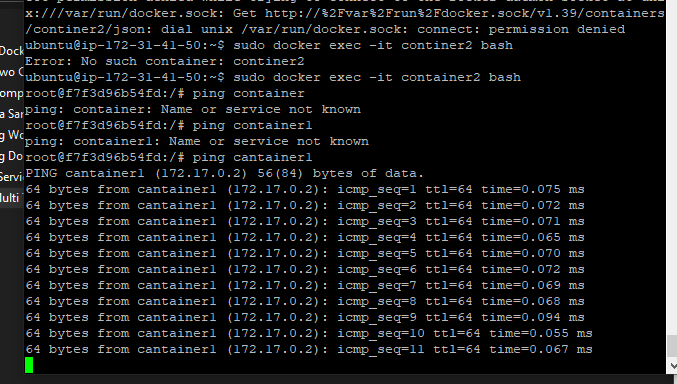 x:///var/run/docker.sock: Get http://%2Fvar%2Frun%2Fdocker.sock/v1.39/containers
/continer2/json: dial unix /var/run/docker.sock: connect: permission denied
ubuntu@ip-172-31-41-50:~$ sudo docker exec -it continer2 bash
Error: No such container: continer2
ubuntu@ip-172-31-41-50:~$ sudo docker exec -it container2 bash
root@f7f3d96b54fd:/# ping container
ping: container: Name or service not known
root@f7f3d96b54fd:/# ping container1
ping: container1: Name or service not known
root@f7f3d96b54fd:/# ping cantainer1
PING cantainer1 (172.17.0.2) 56(84) bytes of data.
64 bytes from cantainer1 (172.17.0.2): icmp_seq=1 ttl=64 time=0.075 ms
64 bytes from cantainer1 (172.17.0.2): icmp_seq=2 ttl=64 time=0.072 ms
64 bytes from cantainer1 (172.17.0.2): icmp_seq=3 ttl=64 time=0.071 ms
64 bytes from cantainer1 (172.17.0.2): icmp_seq=4 ttl=64 time=0.065 ms
64 bytes from cantainer1 (172.17.0.2): icmp_seq=5 ttl=64 time=0.070 ms
64 bytes from cantainer1 (172.17.0.2): icmp_seq=6 ttl=64 time=0.072 ms
64 bytes from cantainer1 (172.17.0.2): icmp_seq=7 ttl=64 time=0.069 ms
64 bytes from cantainer1 (172.17.0.2): icmp_seq=8 ttl=64 time=0.068 ms
64 bytes from cantainer1 (172.17.0.2): icmp_seq=9 ttl=64 time=0.094 ms
64 bytes from cantainer1 (172.17.0.2): icmp_seq=10 ttl=64 time=0.055 ms
64 bytes from cantainer1 (172.17.0.2): icmp_seq=11 ttl=64 time=0.067 ms